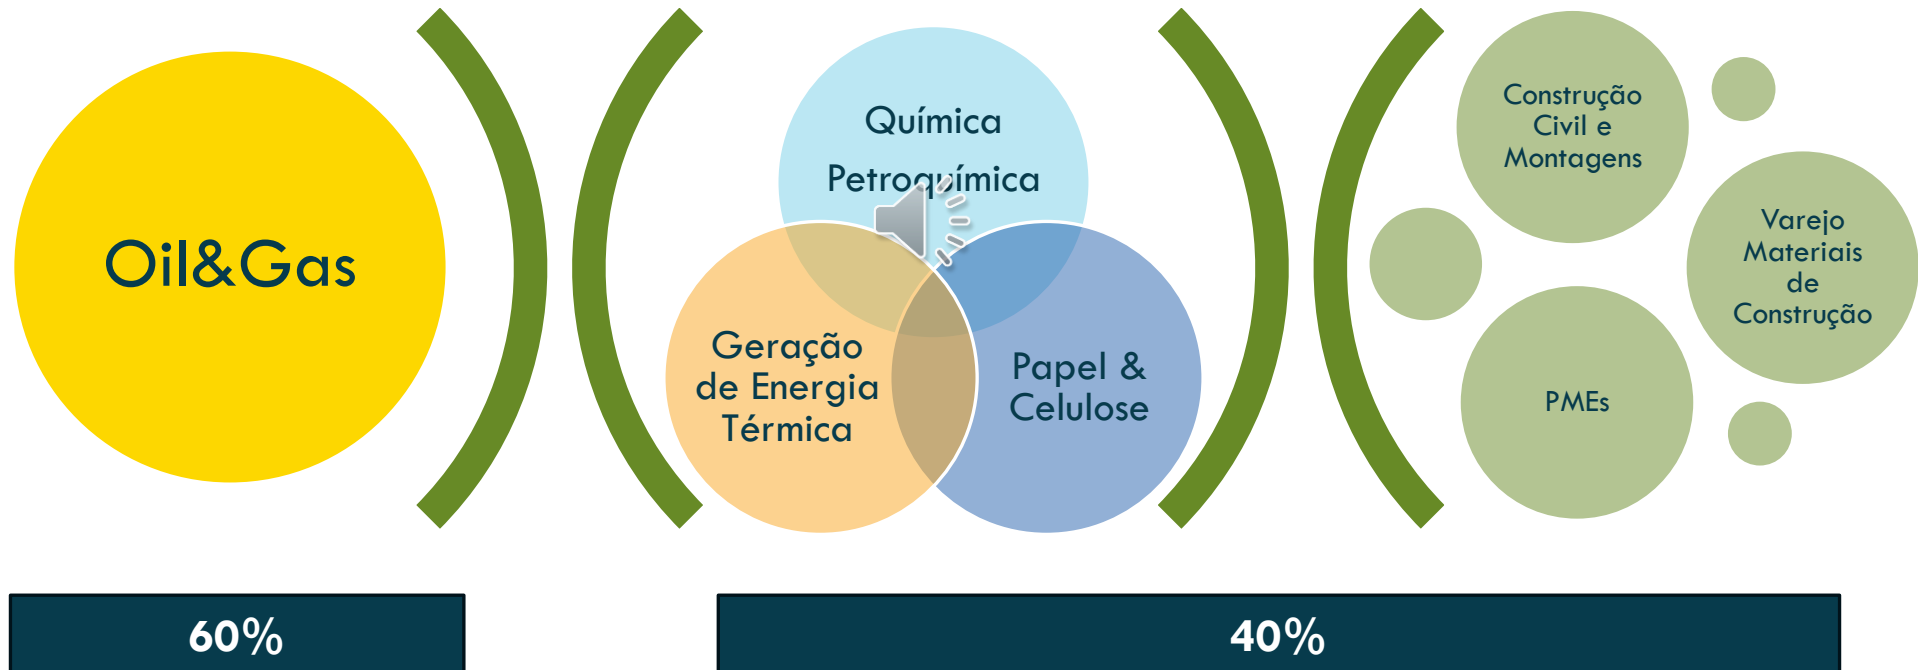 Oil&Gas
Química
Petroquímica
Geração
de Energia
Térmica
Papel &
Celulose
Construção
Civil e
Montagens
Varejo
Materiais
de
Construção
PMEs
60%
40%